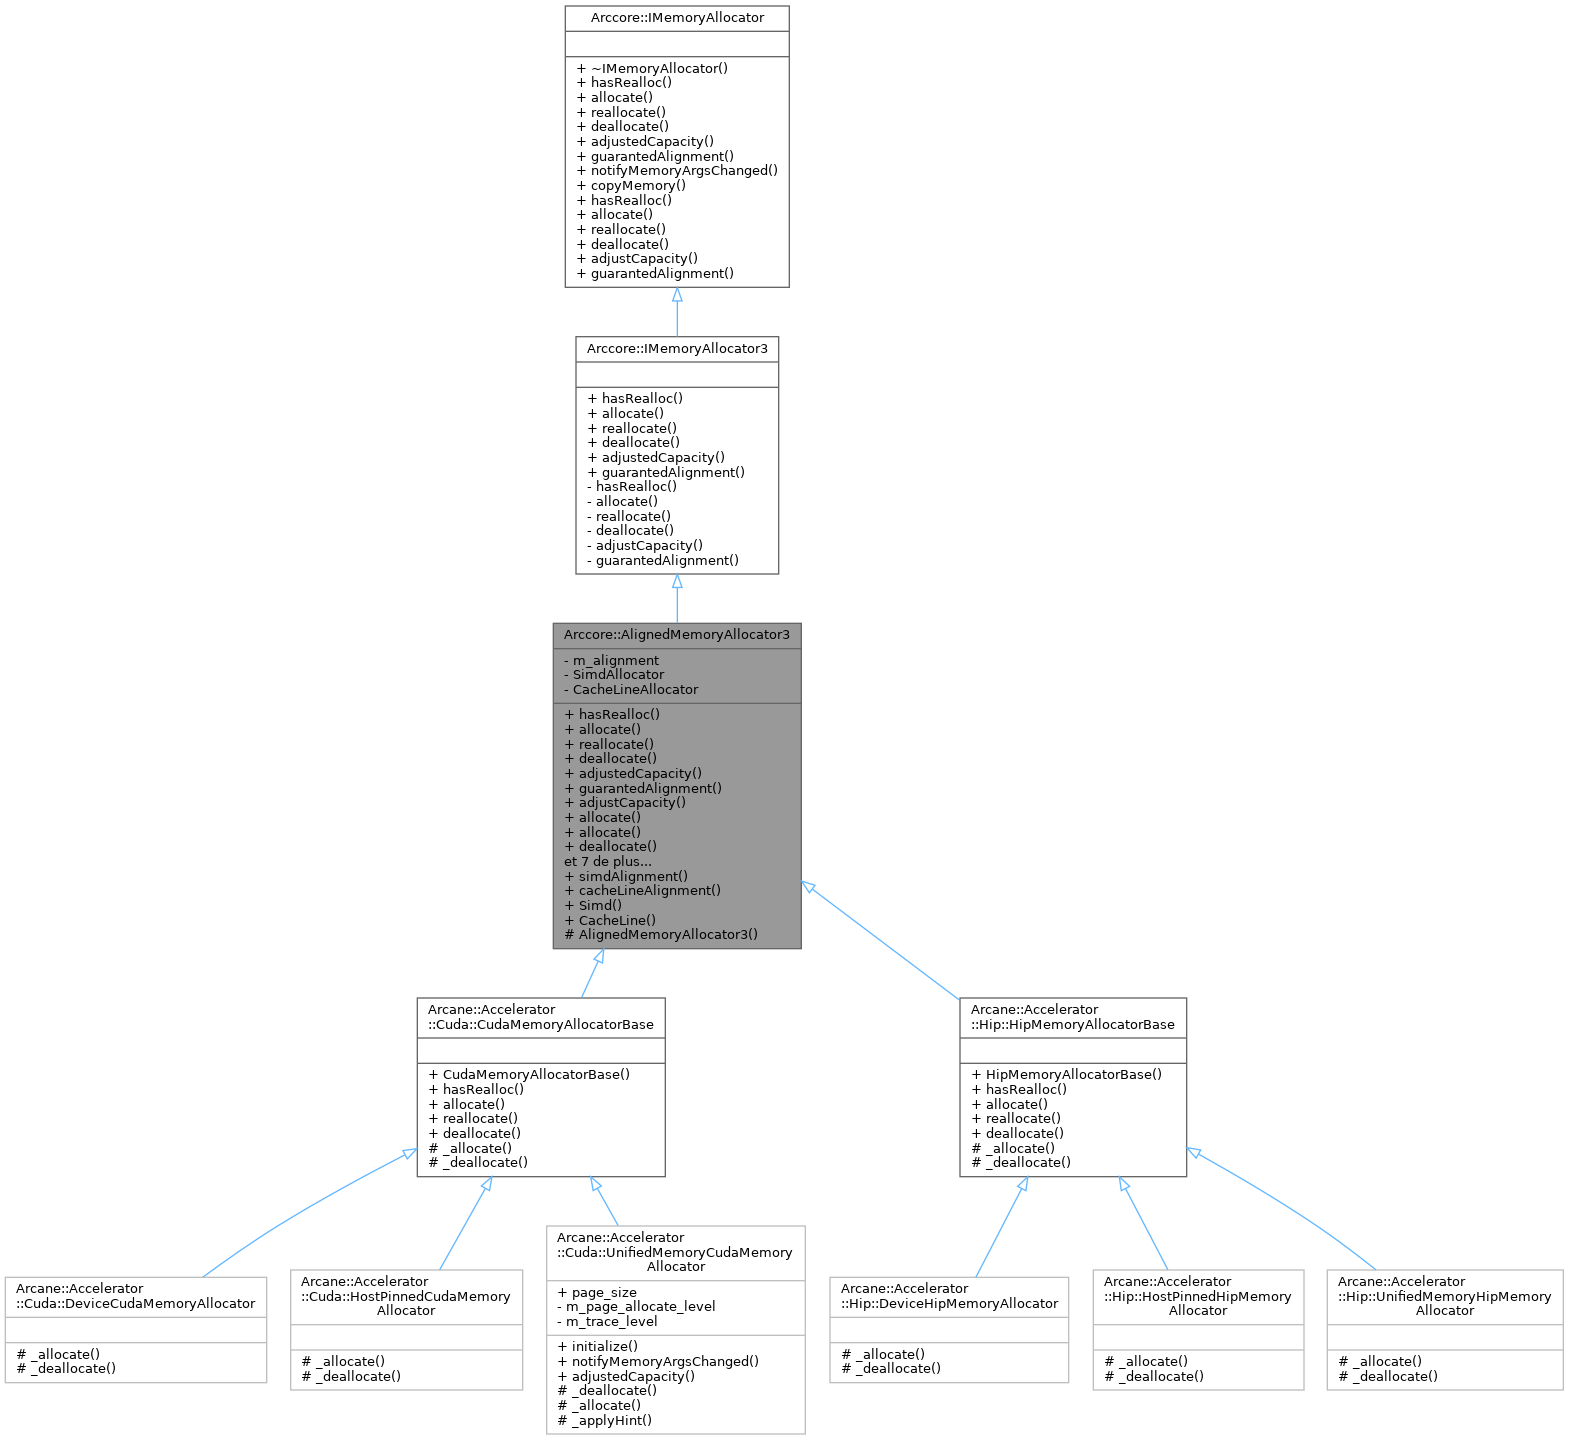 Arccore::IMemoryAllocator
+ ~IMemoryAllocator()
+ hasRealloc()
+ allocate()
+ reallocate()
+ deallocate()
+ adjustedCapacity()
+ guarantedAlignment()
+ notifyMemoryArgsChanged()
+ copyMemory()
+ hasRealloc()
+ allocate()
+ reallocate()
+ deallocate()
+ adjustCapacity()
+ guarantedAlignment()
Arccore::IMemoryAllocator3
+ hasRealloc()
+ allocate()
+ reallocate()
+ deallocate()
+ adjustedCapacity()
+ guarantedAlignment()
- hasRealloc()
- allocate()
- reallocate()
- deallocate()
- adjustCapacity()
- guarantedAlignment()
Arccore::AlignedMemoryAllocator3
- m_alignment
- SimdAllocator
- CacheLineAllocator
+ hasRealloc()
+ allocate()
+ reallocate()
+ deallocate()
+ adjustedCapacity()
+ guarantedAlignment()
+ adjustCapacity()
+ allocate()
+ allocate()
+ deallocate()
et 7 de plus...
+ simdAlignment()
+ cacheLineAlignment()
+ Simd()
+ CacheLine()
# AlignedMemoryAllocator3()
Arcane::Accelerator
::Cuda::CudaMemoryAllocatorBase
+ CudaMemoryAllocatorBase()
+ hasRealloc()
+ allocate()
+ reallocate()
+ deallocate()
# _allocate()
# _deallocate()
Arcane::Accelerator
::Hip::HipMemoryAllocatorBase
+ HipMemoryAllocatorBase()
+ hasRealloc()
+ allocate()
+ reallocate()
+ deallocate()
# _allocate()
# _deallocate()
Arcane::Accelerator
::Cuda::DeviceCudaMemoryAllocator
# _allocate()
# _deallocate()
Arcane::Accelerator
::Cuda::HostPinnedCudaMemory
Allocator
# _allocate()
# _deallocate()
Arcane::Accelerator
::Cuda::UnifiedMemoryCudaMemory
Allocator
+ page_size
- m_page_allocate_level
- m_trace_level
+ initialize()
+ notifyMemoryArgsChanged()
+ adjustedCapacity()
# _deallocate()
# _allocate()
# _applyHint()
Arcane::Accelerator
::Hip::DeviceHipMemoryAllocator
# _allocate()
# _deallocate()
Arcane::Accelerator
::Hip::HostPinnedHipMemory
Allocator
# _allocate()
# _deallocate()
Arcane::Accelerator
::Hip::UnifiedMemoryHipMemory
Allocator
# _allocate()
# _deallocate()